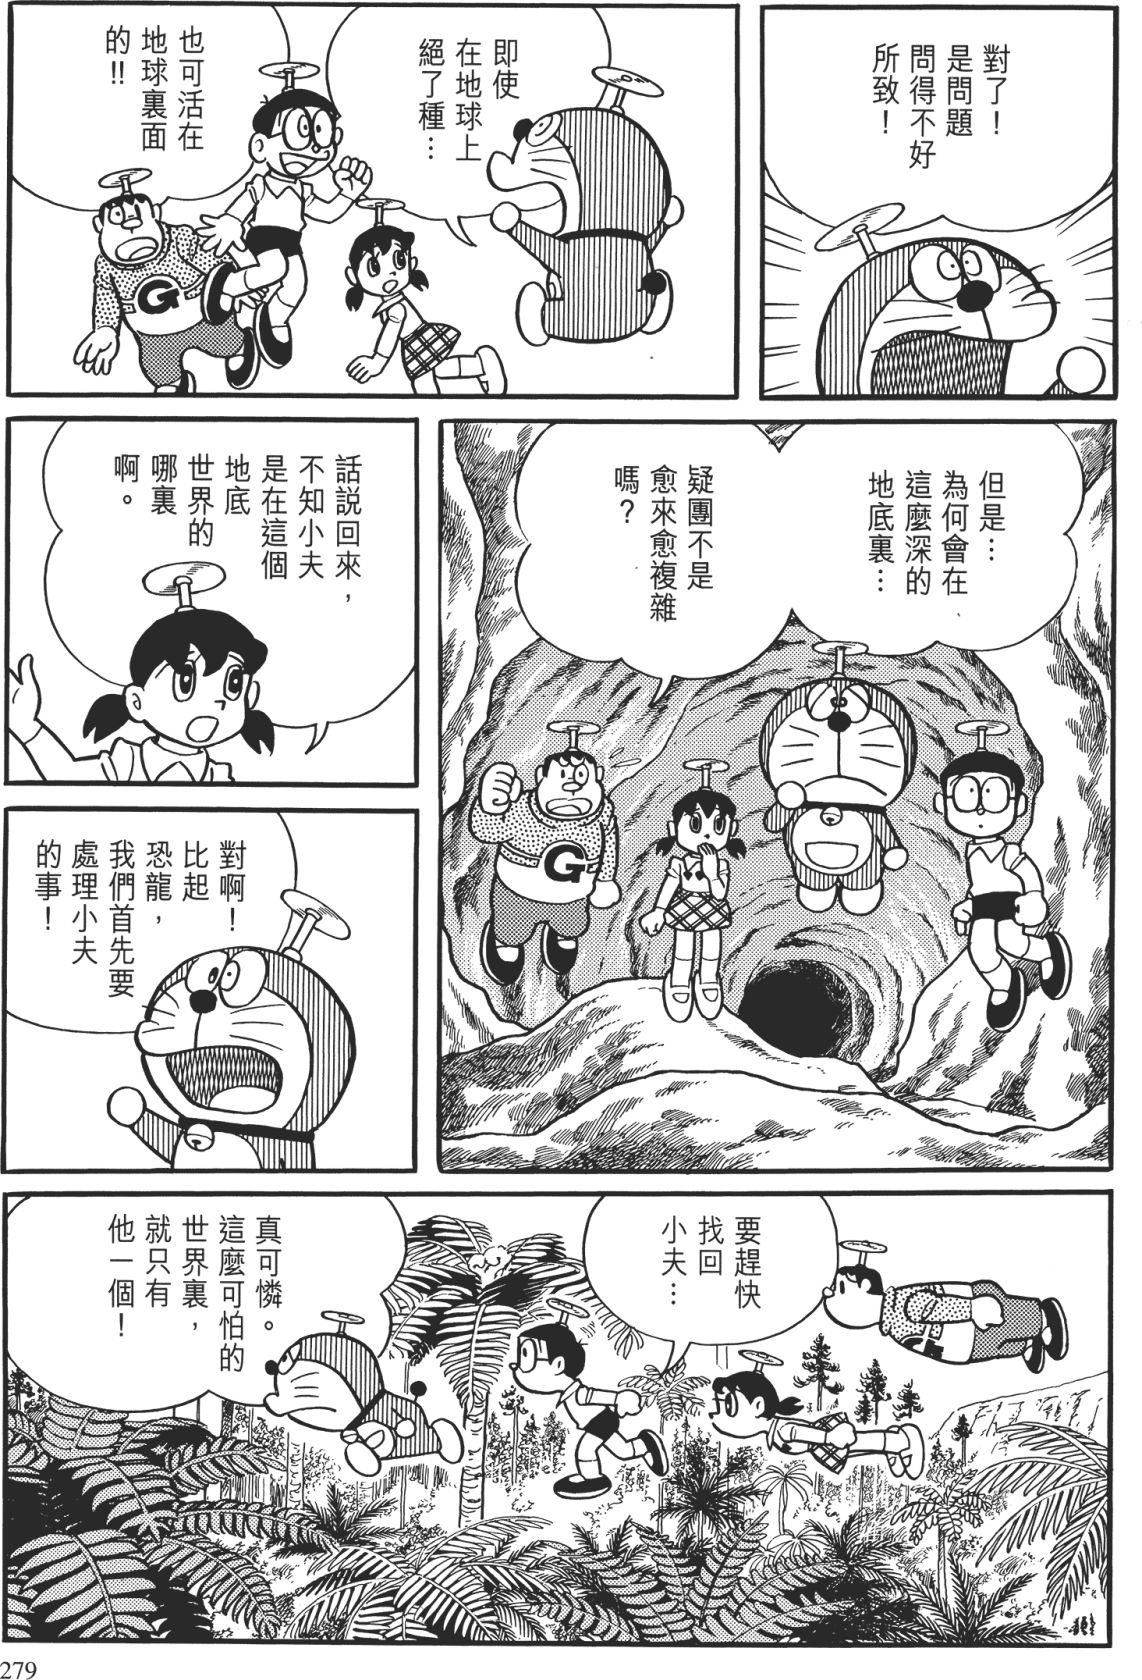 對了！
是問題
問得不好
所致！
即使
在地球上
絕了種…
也可活在
地球裏面
的!!
但是…
為何會在
這麼深的
地底裏…
疑團不是
愈來愈複雜
嗎？
話説回來，
不知小夫
是在這個
地底
世界的
哪裏
啊。
對啊！
比起
恐龍，
我們首先要
處理小夫
的事！
要趕快
找回
小夫…
真可憐。
這麼可怕的
世界裏，
就只有
他一個！
G
G
279